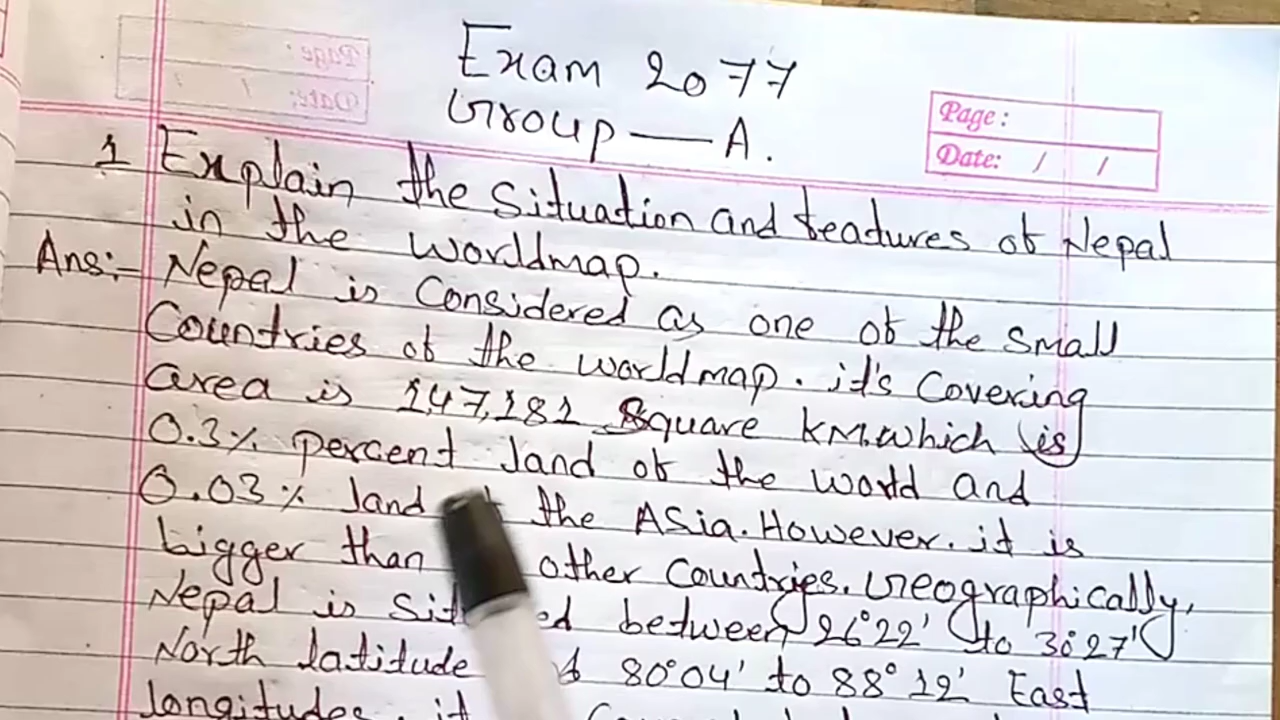 Exam 2077
Group — A.
Page:
Date: / /
1 Explain the situation and features of Nepal
in the worldmap.
Ans:- Nepal is Considered as one of the small
Countries of the worldmap. it's Covering
area is 147,181 Square KM. which is
0.3% percent land of the world and
0.03% land the Asia. However. it is
bigger than other Countries. Geographically,
Nepal is between 26°22' to 30°27'
North latitude 80°04' to 88°12' East
longitudes. it